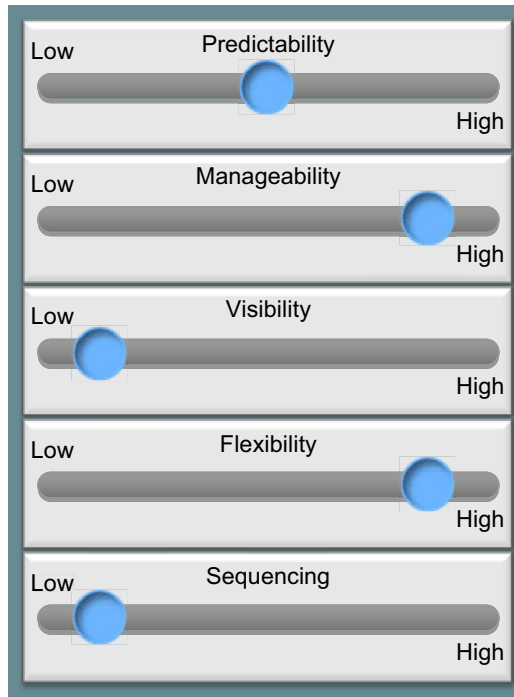 Predictability
Low
High
Manageability
Low
High
Visibility
Low
High
Flexibility
Low
High
Sequencing
Low
High